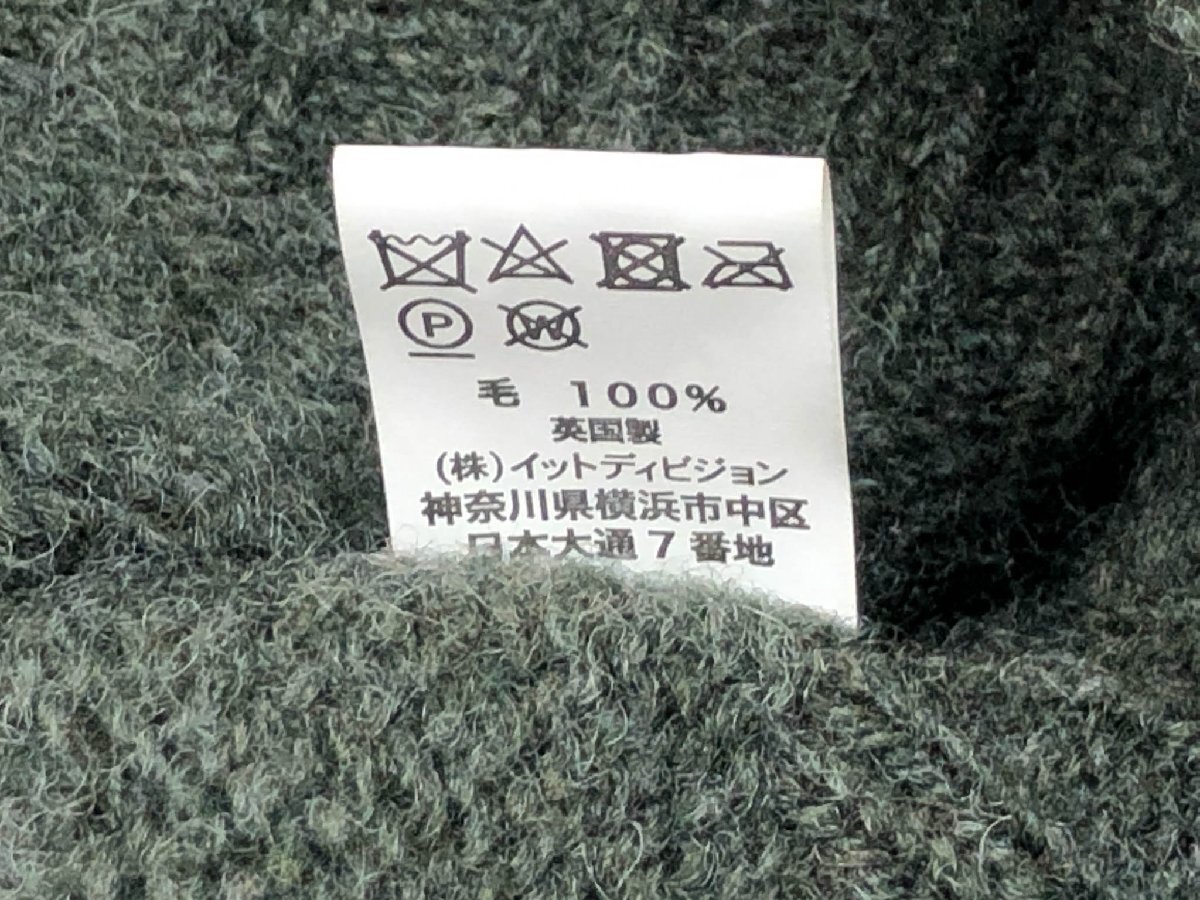 P W
毛 100%
英国製
(株)イットディビジョン
神奈川県横浜市中区
日本大通7番地